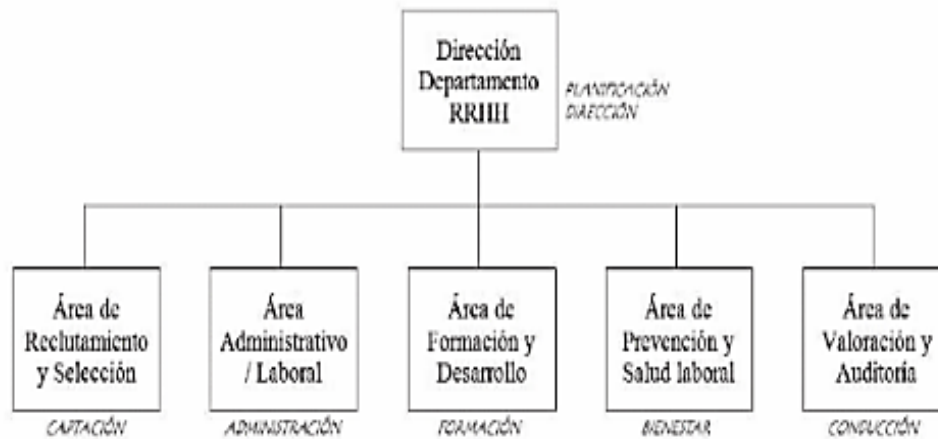 Dirección
Departamento
RRHH
PLANIFICACIÓN
DIRECCIÓN
Área de
Reclutamiento
y Selección
Área
Administrativo
/ Laboral
Área de
Formación y
Desarrollo
Área de
Prevención y
Salud laboral
Área de
Valoración y
Auditoría
CAPTACIÓN
ADMINISTRACIÓN
FORMACIÓN
BIENESTAR
CONDUCCIÓN